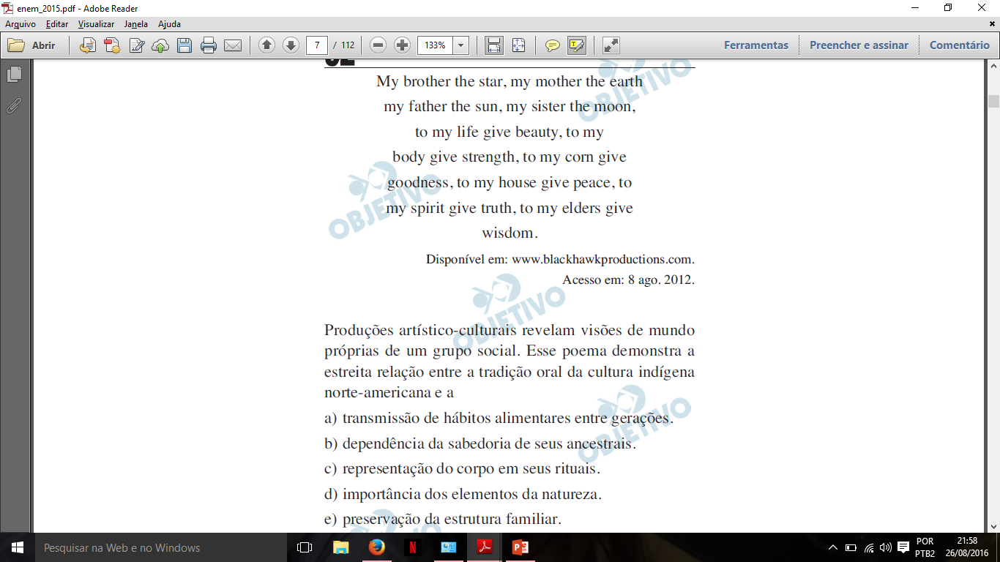 enem_2015.pdf - Adobe Reader
Arquivo Editar Visualizar Janela Ajuda
Abrir 7 / 112 133% Ferramentas Preencher e assinar Comentário
My brother the star, my mother the earth
my father the sun, my sister the moon,
to my life give beauty, to my
body give strength, to my corn give
goodness, to my house give peace, to
my spirit give truth, to my elders give
wisdom.
Disponível em: www.blackhawkproductions.com.
Acesso em: 8 ago. 2012.
Produções artístico-culturais revelam visões de mundo
próprias de um grupo social. Esse poema demonstra a
estreita relação entre a tradição oral da cultura indígena
norte-americana e a
a) transmissão de hábitos alimentares entre gerações.
b) dependência da sabedoria de seus ancestrais.
c) representação do corpo em seus rituais.
d) importância dos elementos da natureza.
e) preservação da estrutura familiar.
OBJETIVO
OBJETIVO
OBJETIVO
OBJETIVO
Pesquisar na Web e no Windows
POR 21:58
PTB2 26/08/2016